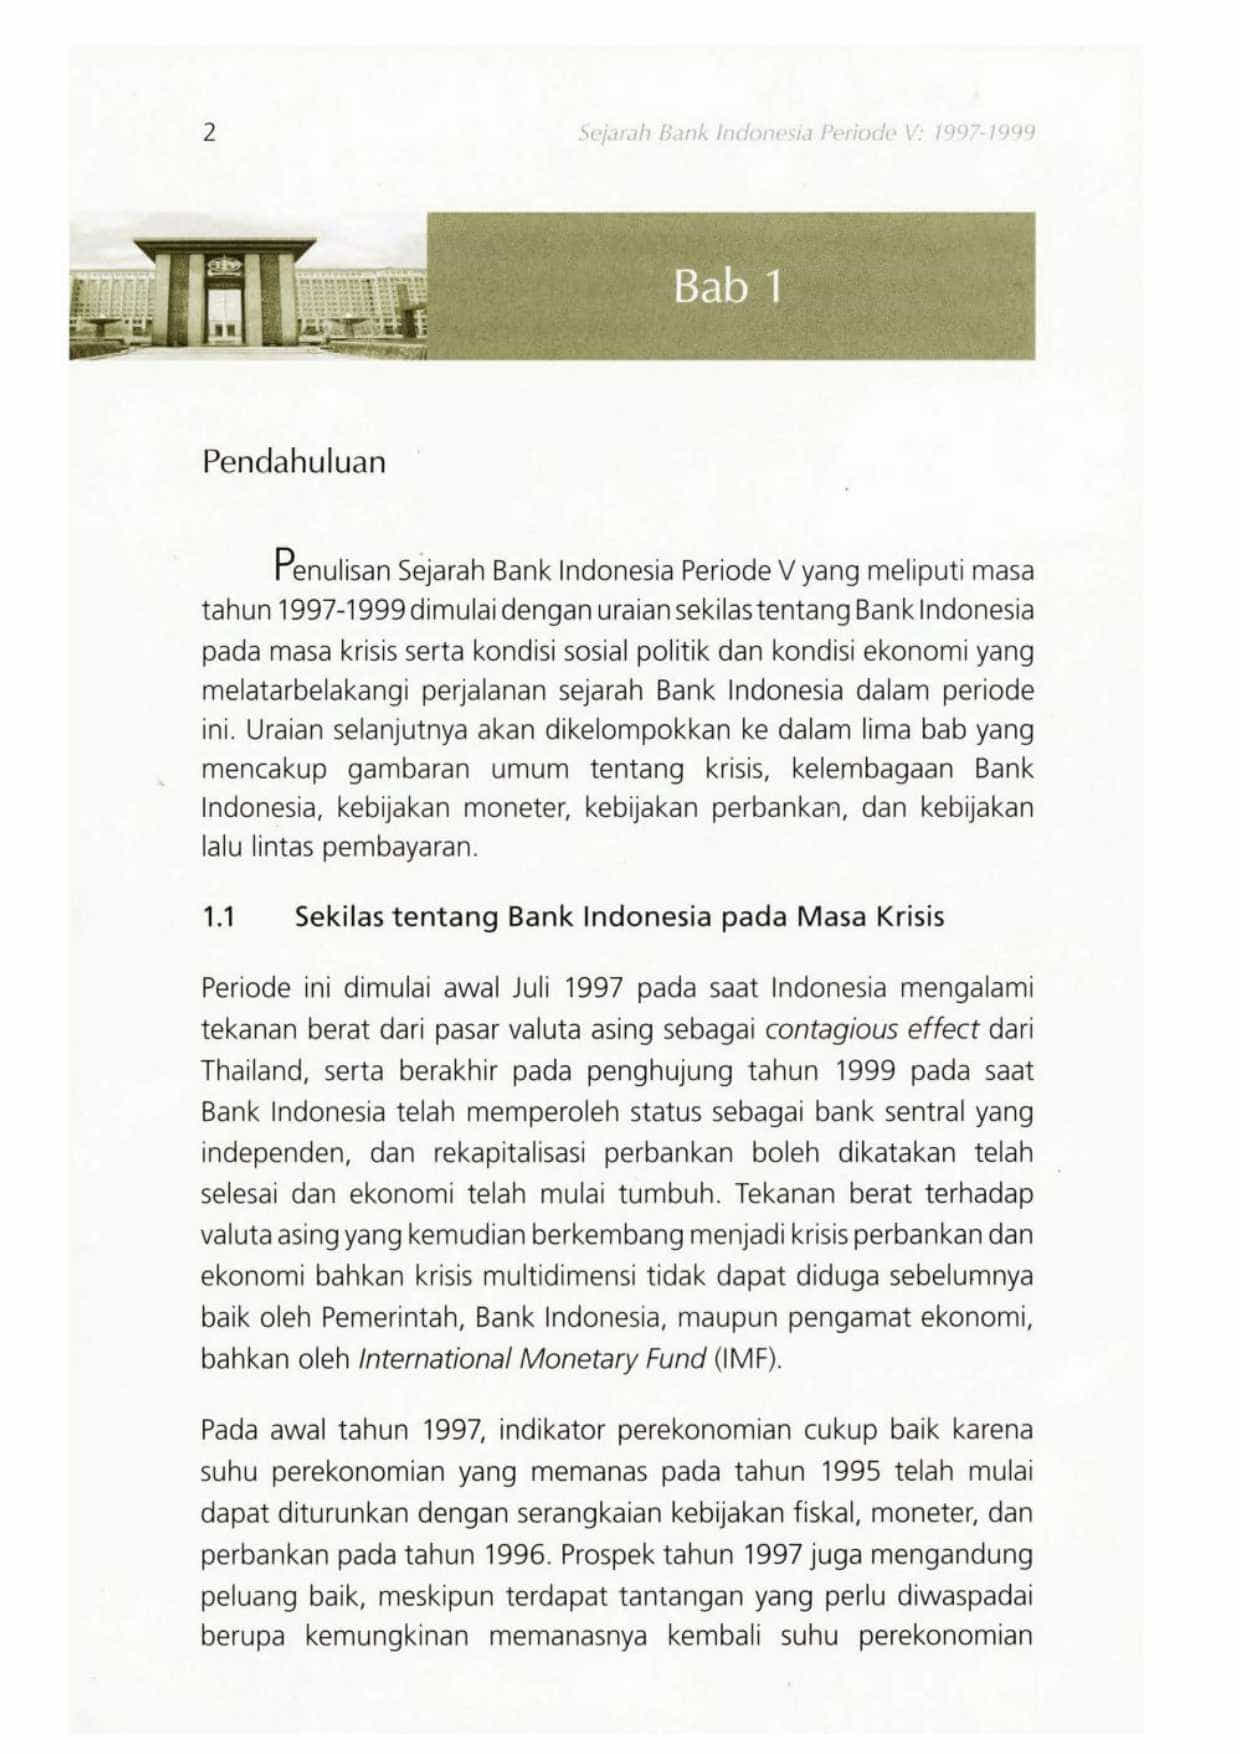 2
Sejarah Bank Indonesia Periode V: 1997-1999
Bab 1
Pendahuluan
Penulisan Sejarah Bank Indonesia Periode V yang meliputi masa
tahun 1997-1999 dimulai dengan uraian sekilas tentang Bank Indonesia
pada masa krisis serta kondisi sosial politik dan kondisi ekonomi yang
melatarbelakangi perjalanan sejarah Bank Indonesia dalam periode
ini. Uraian selanjutnya akan dikelompokkan ke dalam lima bab yang
mencakup gambaran umum tentang krisis, kelembagaan Bank
Indonesia, kebijakan moneter, kebijakan perbankan, dan kebijakan
lalu lintas pembayaran.
1.1 Sekilas tentang Bank Indonesia pada Masa Krisis
Periode ini dimulai awal Juli 1997 pada saat Indonesia mengalami
tekanan berat dari pasar valuta asing sebagai contagious effect dari
Thailand, serta berakhir pada penghujung tahun 1999 pada saat
Bank Indonesia telah memperoleh status sebagai bank sentral yang
independen, dan rekapitalisasi perbankan boleh dikatakan telah
selesai dan ekonomi telah mulai tumbuh. Tekanan berat terhadap
valuta asing yang kemudian berkembang menjadi krisis perbankan dan
ekonomi bahkan krisis multidimensi tidak dapat diduga sebelumnya
baik oleh Pemerintah, Bank Indonesia, maupun pengamat ekonomi,
bahkan oleh International Monetary Fund (IMF).
Pada awal tahun 1997, indikator perekonomian cukup baik karena
suhu perekonomian yang memanas pada tahun 1995 telah mulai
dapat diturunkan dengan serangkaian kebijakan fiskal, moneter, dan
perbankan pada tahun 1996. Prospek tahun 1997 juga mengandung
peluang baik, meskipun terdapat tantangan yang perlu diwaspadai
berupa kemungkinan memanasnya kembali suhu perekonomian